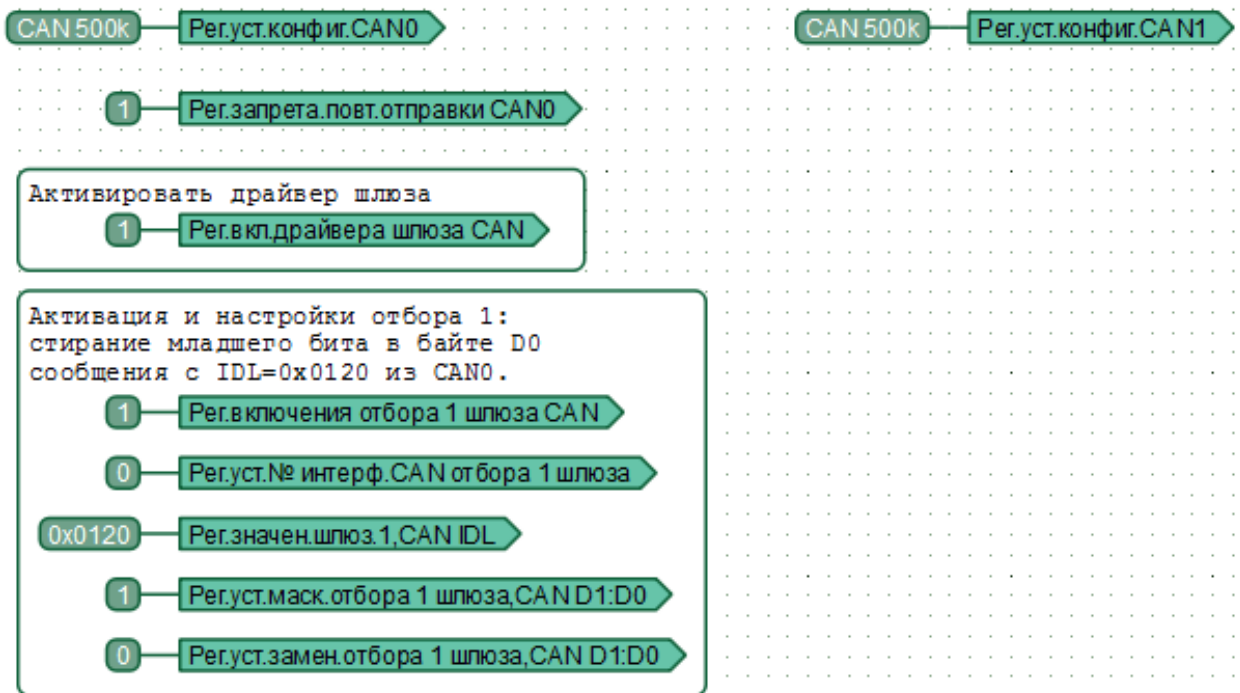 CAN 500k Рег.уст.конфиг.CAN0 CAN 500k Рег.уст.конфиг.CAN1
1 Рег.запрета.повт.отправки CAN0
Активировать драйвер шлюза
1 Рег.вкл.драйвера шлюза CAN
Активация и настройки отбора 1:
стирание младшего бита в байте D0
сообщения с IDL=0x0120 из CAN0.
1 Рег.включения отбора 1 шлюза CAN
0 Рег.уст.№ интерф.CAN отбора 1 шлюза
0x0120 Рег.значен.шлюз.1,CAN IDL
1 Рег.уст.маск.отбора 1 шлюза,CAN D1:D0
0 Рег.уст.замен.отбора 1 шлюза,CAN D1:D0